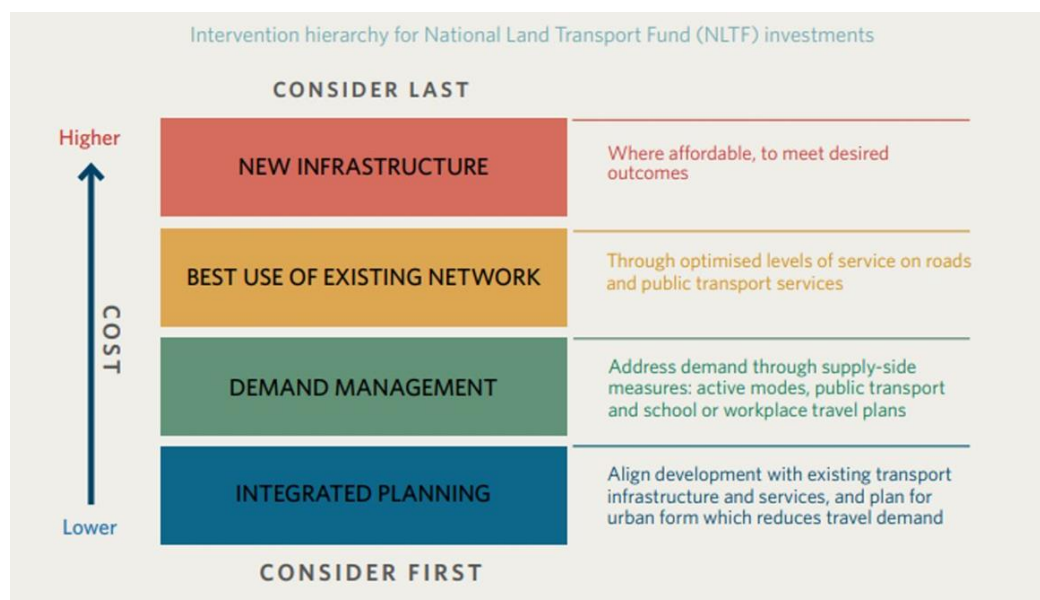 Intervention hierarchy for National Land Transport Fund (NLTF) investments
CONSIDER LAST
Higher
NEW INFRASTRUCTURE
Where affordable, to meet desired
outcomes
BEST USE OF EXISTING NETWORK
Through optimised levels of service on roads
and public transport services
COST
DEMAND MANAGEMENT
Address demand through supply-side
measures: active modes, public transport
and school or workplace travel plans
INTEGRATED PLANNING
Align development with existing transport
infrastructure and services, and plan for
urban form which reduces travel demand
Lower
CONSIDER FIRST